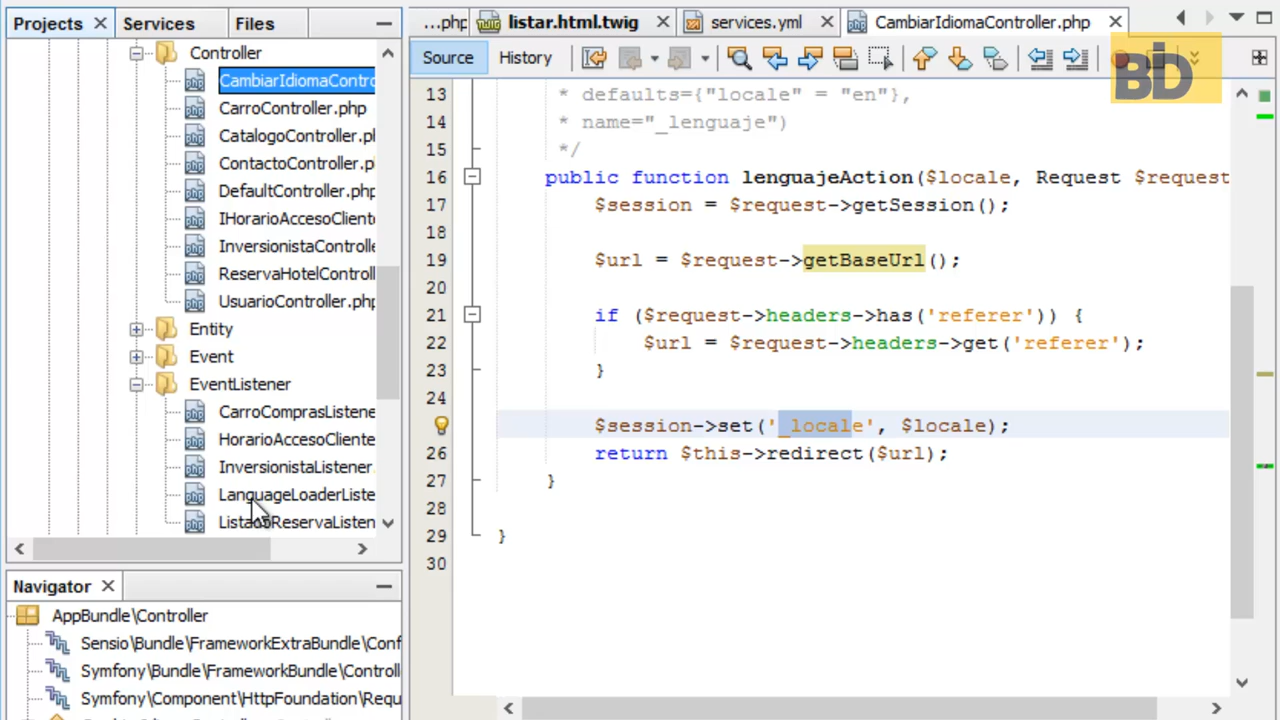 Projects
Services
Files
...php
listar.html.twig
services.yml
CambiarIdiomaController.php
Source
History
BD
Controller
CambiarIdiomaContro
CarroController.php
CatalogoController.p
ContactoController.p
DefaultController.php
IHorarioAccesoCliente
InversionistaControlle
ReservaHotelControll
UsuarioController.php
Entity
Event
EventListener
CarroComprasListene
HorarioAccesoCliente
InversionistaListener.
LanguageLoaderListe
ReservaListen
13 * defaults={"locale" = "en"},
14 * name="_lenguaje")
15 */
16 public function lenguajeAction($locale, Request $request
17 $session = $request->getSession();
18
19 $url = $request->getBaseUrl();
20
21 if ($request->headers->has('referer')) {
22 $url = $request->headers->get('referer');
23 }
24
$session->set('_locale', $locale);
26 return $this->redirect($url);
27 }
28
29 }
30
Navigator
AppBundle\Controller
Sensio\Bundle\FrameworkExtraBundle\Conf
Symfony\Bundle\FrameworkBundle\Controll
Symfony\Component\HttpFoundation\Requ